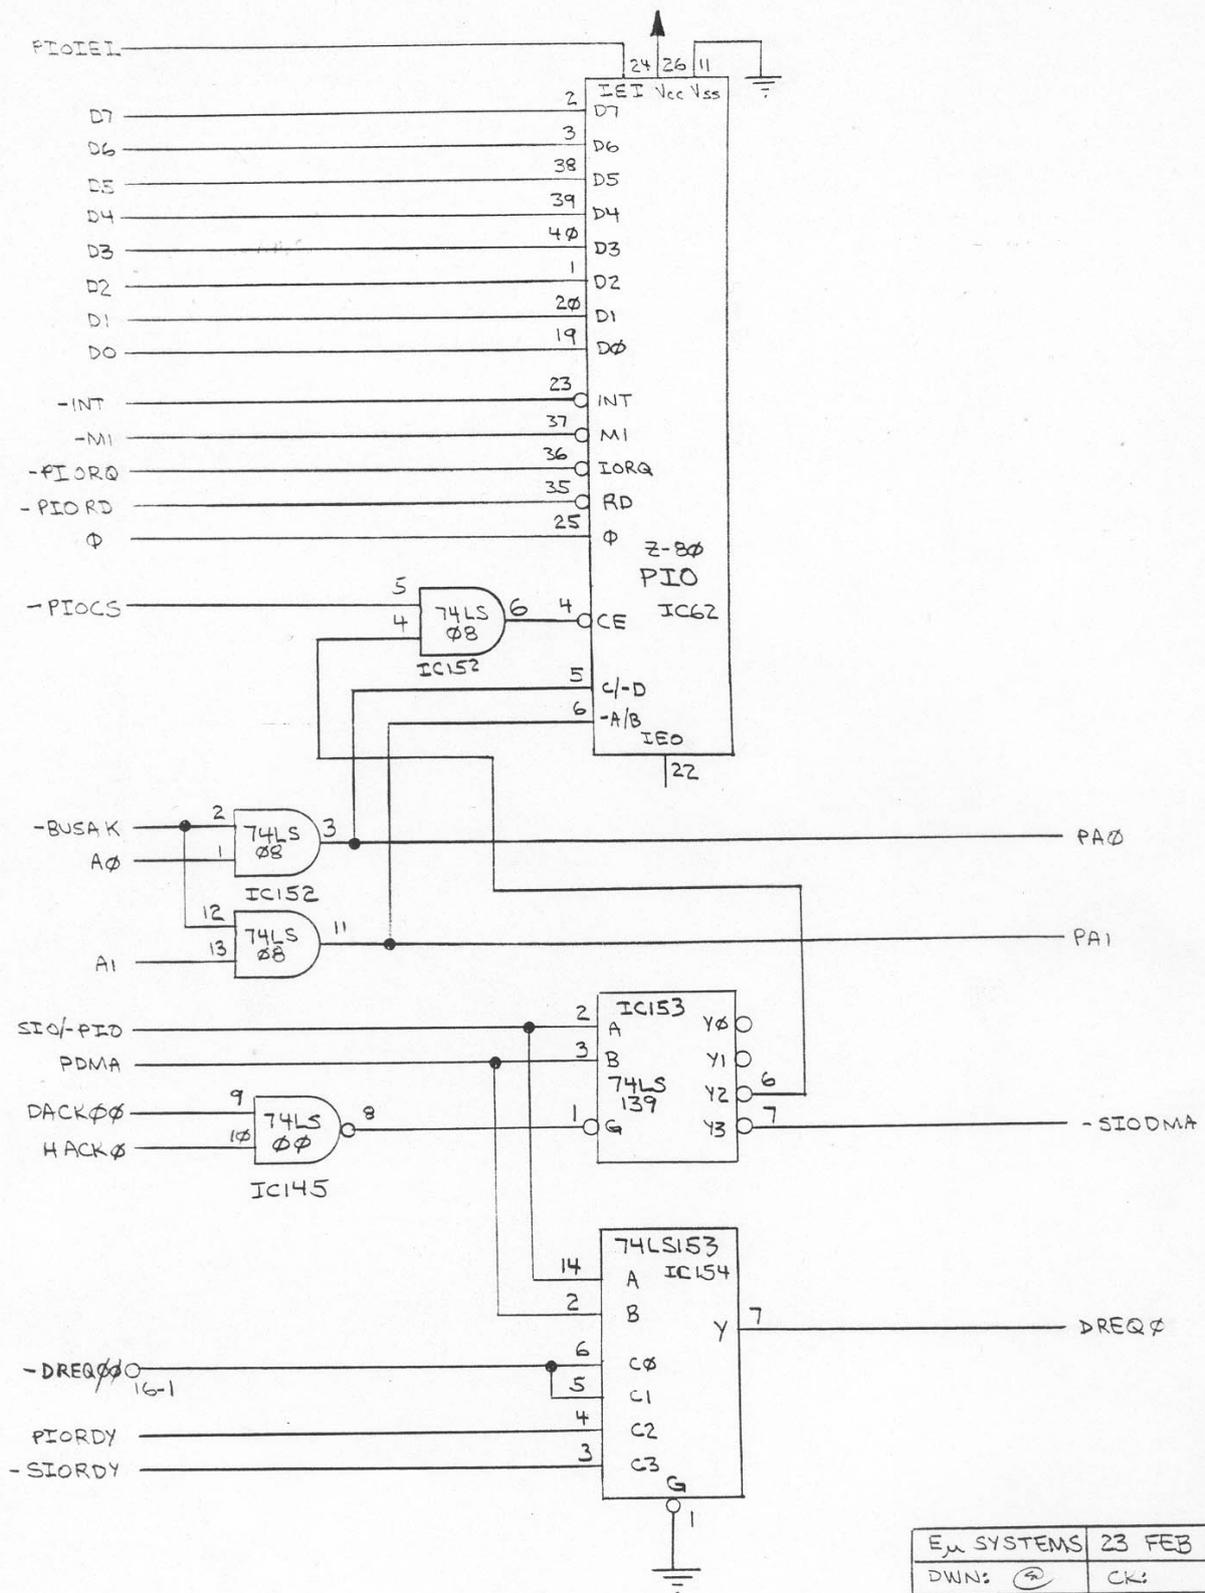 PIOIEI
24 26 11
IEI Vcc Vss
D7 2 D7
D6 3 D6
D5 38 D5
D4 39 D4
D3 4Ø D3
D2 1 D2
D1 2Ø D1
D0 19 DØ
-INT 23 INT
-M1 37 M1
-PIORQ 36 IORQ
-PIORD 35 RD
Φ 25 Φ
Z-8Ø
PIO
IC62
-PIOCS 5 74LS 6 4 CE
4 Ø8
IC152
5 C/-D
6 -A/B
IEO
22
-BUSAK 2 74LS 3 PAØ
AØ 1 Ø8
IC152
12 74LS 11 PA1
A1 13 Ø8
IC153
SIO/-PIO 2 A YØ
PDMA 3 B Y1
74LS Y2 6
139
DACKØØ 9 74LS 8 1 G Y3 7 -SIODMA
HACKØ 1Ø ØØ
IC145
74LS153
14 A IC154
2 B
Y 7 DREQØ
-DREQØØ 16-1 6 CØ
5 C1
PIORDY 4 C2
-SIORDY 3 C3
G
1
Eµ SYSTEMS 23 FEB
DWN: CK: